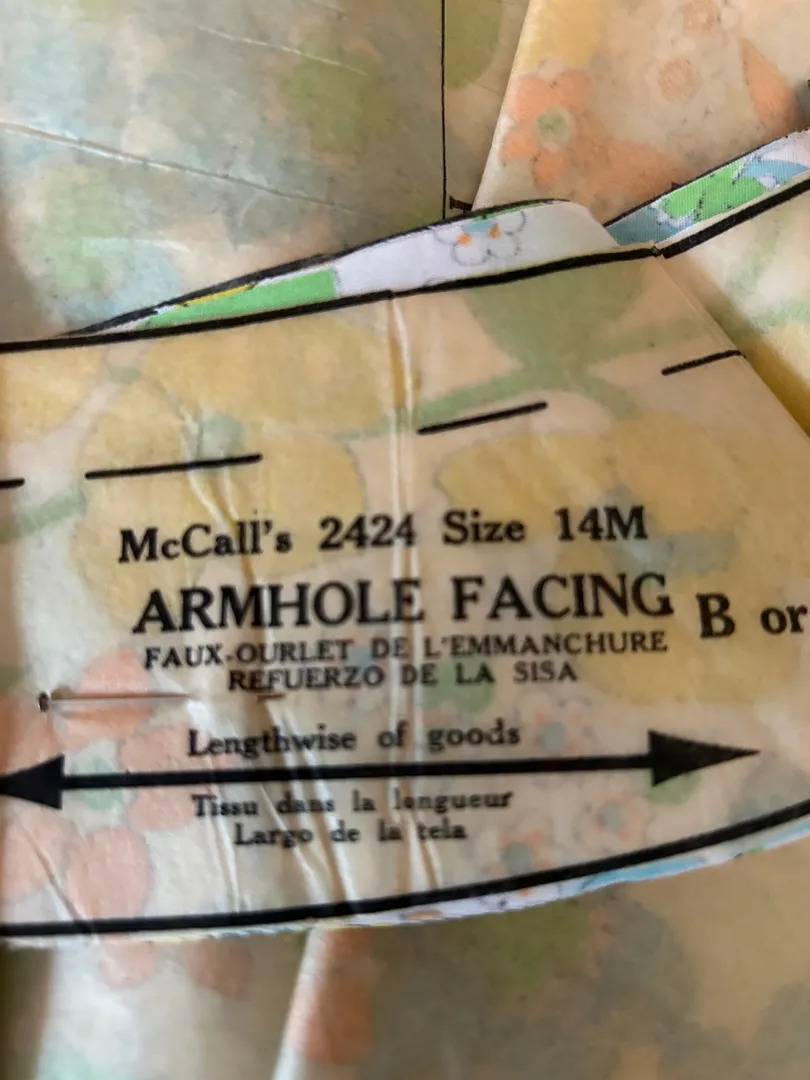 McCall's 2424 Size 14M
ARMHOLE FACING B or
FAUX-OURLET DE L'EMMANCHURE
REFUERZO DE LA SISA
Lengthwise of goods
Tissu dans la longueur
Largo de la tela